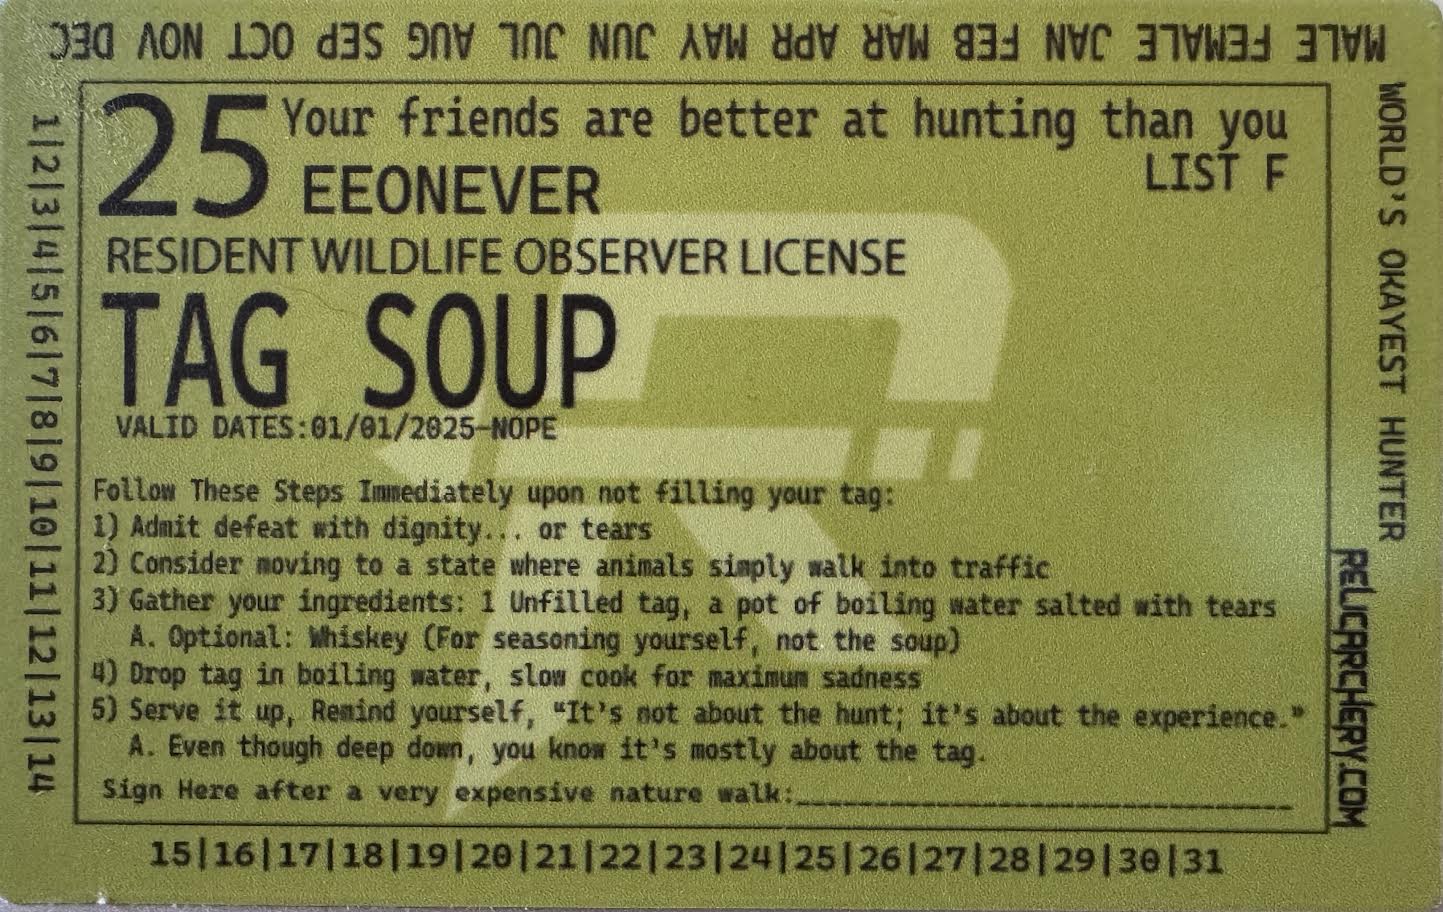 MALE FEMALE JAN FEB MAR APR MAY JUN JUL AUG SEP OCT NOV DEC
25 Your friends are better at hunting than you
EEONEVER LIST F
RESIDENT WILDLIFE OBSERVER LICENSE
TAG SOUP
VALID DATES:01/01/2025-NOPE
Follow These Steps Immediately upon not filling your tag:
1) Admit defeat with dignity... or tears
2) Consider moving to a state where animals simply walk into traffic
3) Gather your ingredients: 1 Unfilled tag, a pot of boiling water salted with tears
A. Optional: Whiskey (For seasoning yourself, not the soup)
4) Drop tag in boiling water, slow cook for maximum sadness
5) Serve it up, Remind yourself, "It's not about the hunt; it's about the experience."
A. Even though deep down, you know it's mostly about the tag.
Sign Here after a very expensive nature walk:
1|2|3|4|5|6|7|8|9|10|11|12|13|14
15|16|17|18|19|20|21|22|23|24|25|26|27|28|29|30|31
WORLD'S OKAYEST HUNTER
RELICARCHERY.COM